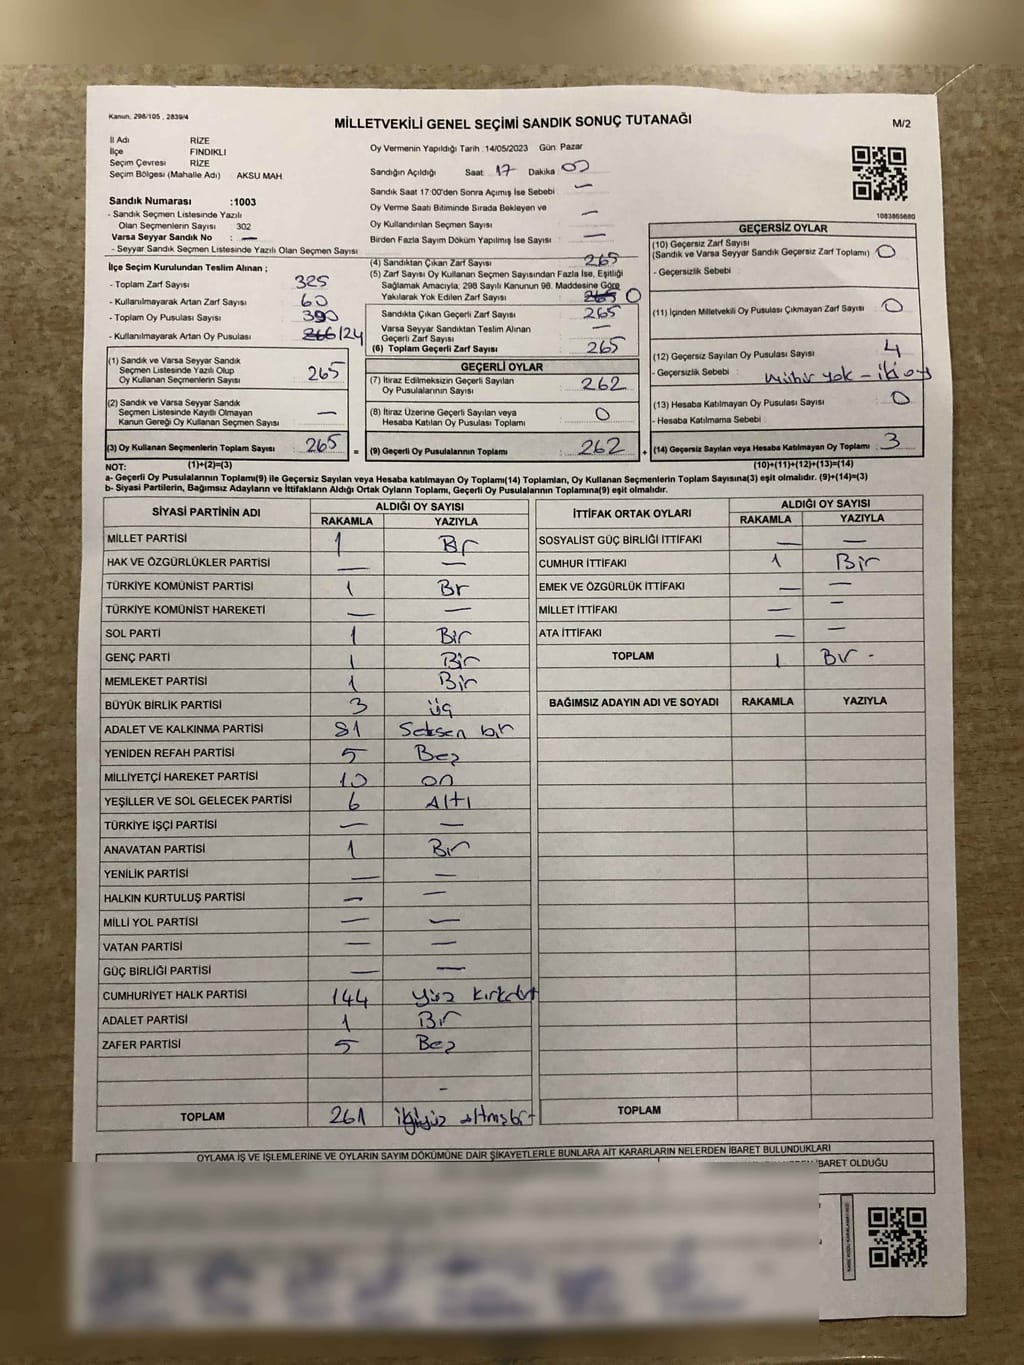 Kanun, 298/105 , 2839/4
MİLLETVEKİLİ GENEL SEÇİMİ SANDIK SONUÇ TUTANAĞI
M/2
İl Adı RİZE
İlçe FINDIKLI
Seçim Çevresi RİZE
Seçim Bölgesi (Mahalle Adı) AKSU MAH.
Sandık Numarası :1003
- Sandık Seçmen Listesinde Yazılı
Olan Seçmenlerin Sayısı 302
Varsa Seyyar Sandık No : —
- Seyyar Sandık Seçmen Listesinde Yazılı Olan Seçmen Sayısı
Oy Vermenin Yapıldığı Tarih :14/05/2023 Gün: Pazar
Sandığın Açıldığı Saat 17 Dakika 00
Sandık Saat 17:00'den Sonra Açımış İse Sebebi —
Oy Verme Saati Bitiminde Sırada Bekleyen ve
Oy Kullandırılan Seçmen Sayısı —
Birden Fazla Sayım Döküm Yapılmış İse Sayısı —
1083865680
İlçe Seçim Kurulundan Teslim Alınan ;
- Toplam Zarf Sayısı : 325
- Kullanılmayarak Artan Zarf Sayısı : 60
- Toplam Oy Pusulası Sayısı : 390
- Kullanılmayarak Artan Oy Pusulası : 266 124
(1) Sandık ve Varsa Seyyar Sandık
Seçmen Listesinde Yazılı Olup
Oy Kullanan Seçmenlerin Sayısı : 265
(2) Sandık ve Varsa Seyyar Sandık
Seçmen Listesinde Kayıtlı Olmayan
Kanun Gereği Oy Kullanan Seçmen Sayısı : —
(3) Oy Kullanan Seçmenlerin Toplam Sayısı : 265
(4) Sandıktan Çıkan Zarf Sayısı : 265
(5) Zarf Sayısı Oy Kullanan Seçmen Sayısından Fazla İse, Eşitliği
Sağlamak Amacıyla; 298 Sayılı Kanunun 98. Maddesine Göre
Yakılarak Yok Edilen Zarf Sayısı : 265 0
Sandıkta Çıkan Geçerli Zarf Sayısı : 265
Varsa Seyyar Sandıktan Teslim Alınan
Geçerli Zarf Sayısı : —
(6) Toplam Geçerli Zarf Sayısı : 265
GEÇERLİ OYLAR
(7) İtiraz Edilmeksizin Geçerli Sayılan
Oy Pusulalarının Sayısı : 262
(8) İtiraz Üzerine Geçerli Sayılan veya
Hesaba Katılan Oy Pusulası Toplamı : 0
= (9) Geçerli Oy Pusulalarının Toplamı : 262
GEÇERSİZ OYLAR
(10) Geçersiz Zarf Sayısı
(Sandık ve Varsa Seyyar Sandık Geçersiz Zarf Toplamı) : 0
- Geçersizlik Sebebi
(11) İçinden Milletvekili Oy Pusulası Çıkmayan Zarf Sayısı : 0
(12) Geçersiz Sayılan Oy Pusulası Sayısı : 4
- Geçersizlik Sebebi : mühür yok - iki oy
(13) Hesaba Katılmayan Oy Pusulası Sayısı : 0
- Hesaba Katılmama Sebebi :
+ (14) Geçersiz Sayılan veya Hesaba Katılmayan Oy Toplamı : 3
NOT: (1)+(2)=(3) (10)+(11)+(12)+(13)=(14)
a- Geçerli Oy Pusulalarının Toplamı(9) ile Geçersiz Sayılan veya Hesaba katılmayan Oy Toplamı(14) Toplamları, Oy Kullanan Seçmenlerin Toplam Sayısına(3) eşit olmalıdır. (9)+(14)=(3)
b- Siyasi Partilerin, Bağımsız Adayların ve İttifakların Aldığı Ortak Oyların Toplamı, Geçerli Oy Pusulalarının Toplamına(9) eşit olmalıdır.
SİYASİ PARTİNİN ADI ALDIĞI OY SAYISI
RAKAMLA YAZIYLA
MİLLET PARTİSİ 1 Bir
HAK VE ÖZGÜRLÜKLER PARTİSİ — —
TÜRKİYE KOMÜNİST PARTİSİ 1 Br
TÜRKİYE KOMÜNİST HAREKETİ — —
SOL PARTİ 1 Bir
GENÇ PARTİ 1 Bir
MEMLEKET PARTİSİ 1 Bir
BÜYÜK BİRLİK PARTİSİ 3 üç
ADALET VE KALKINMA PARTİSİ 81 Seksen bir
YENİDEN REFAH PARTİSİ 5 Beş
MİLLİYETÇİ HAREKET PARTİSİ 10 on
YEŞİLLER VE SOL GELECEK PARTİSİ 6 Altı
TÜRKİYE İŞÇİ PARTİSİ — —
ANAVATAN PARTİSİ 1 Bir
YENİLİK PARTİSİ — —
HALKIN KURTULUŞ PARTİSİ — —
MİLLİ YOL PARTİSİ — —
VATAN PARTİSİ — —
GÜÇ BİRLİĞİ PARTİSİ — —
CUMHURİYET HALK PARTİSİ 144 yüz kırkdört
ADALET PARTİSİ 1 Bir
ZAFER PARTİSİ 5 Beş
-
TOPLAM 261 ikiyüz altmışbir
İTTİFAK ORTAK OYLARI ALDIĞI OY SAYISI
RAKAMLA YAZIYLA
SOSYALİST GÜÇ BİRLİĞİ İTTİFAKI — —
CUMHUR İTTİFAKI 1 Bir
EMEK VE ÖZGÜRLÜK İTTİFAKI — —
MİLLET İTTİFAKI — —
ATA İTTİFAKI — —
TOPLAM 1 Bir -
BAĞIMSIZ ADAYIN ADI VE SOYADI RAKAMLA YAZIYLA
TOPLAM
OYLAMA İŞ VE İŞLEMLERİNE VE OYLARIN SAYIM DÖKÜMÜNE DAİR ŞİKAYETLERLE BUNLARA AİT KARARLARIN NELERDEN İBARET BULUNDUKLARI
İBARET OLDUĞU